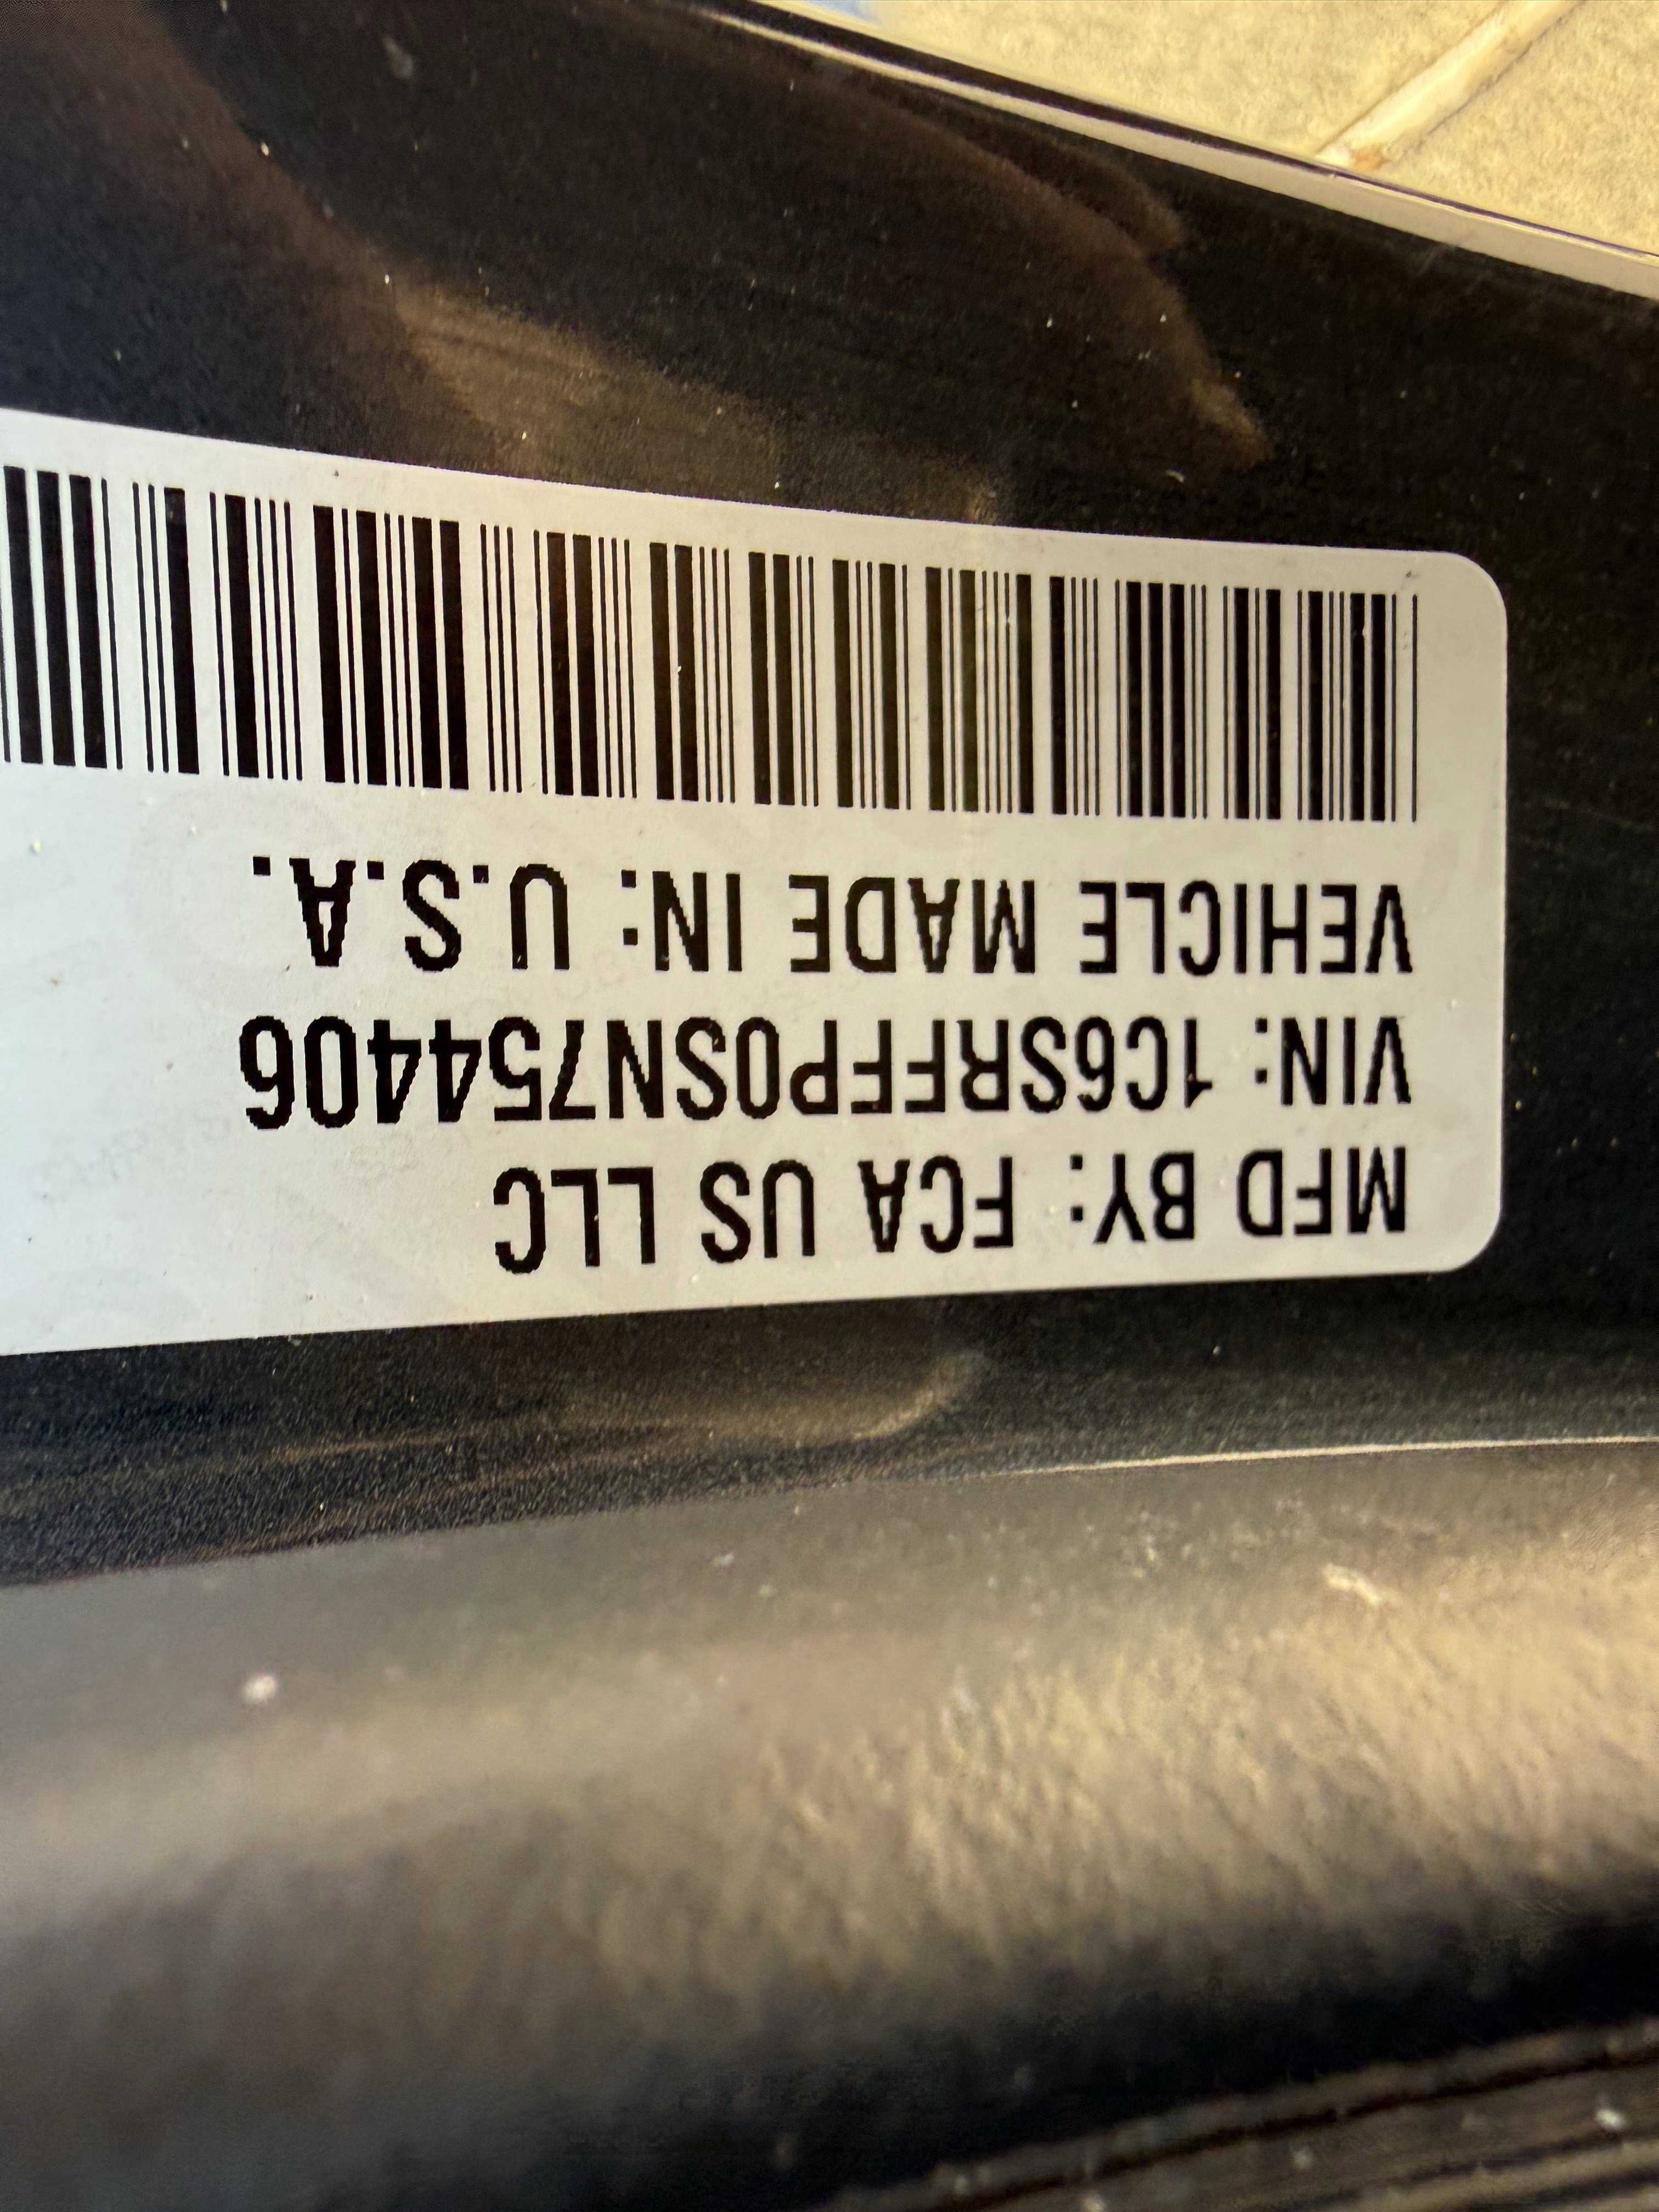 MFD BY: FCA US LLC
VIN: 1C6SRFFP0SN754406
VEHICLE MADE IN: U.S.A.